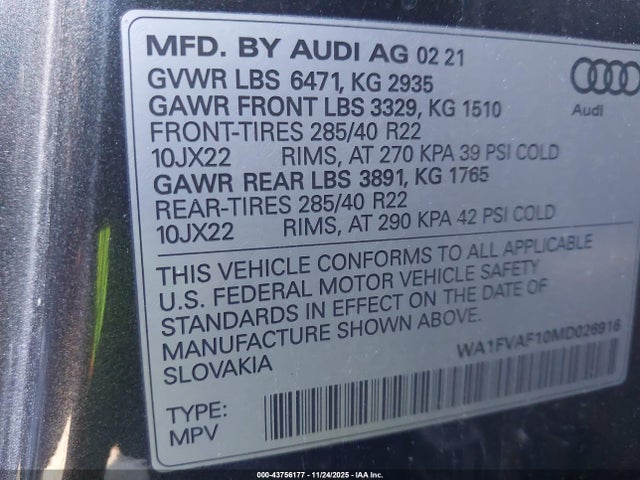 MFD. BY AUDI AG 02 21
GVWR LBS 6471, KG 2935
GAWR FRONT LBS 3329, KG 1510
FRONT-TIRES 285/40 R22
10JX22 RIMS, AT 270 KPA 39 PSI COLD
GAWR REAR LBS 3891, KG 1765
REAR-TIRES 285/40 R22
10JX22 RIMS, AT 290 KPA 42 PSI COLD
Audi
THIS VEHICLE CONFORMS TO ALL APPLICABLE
U.S. FEDERAL MOTOR VEHICLE SAFETY
STANDARDS IN EFFECT ON THE DATE OF
MANUFACTURE SHOWN ABOVE.
SLOVAKIA
WA1FVAF10MD026916
TYPE:
MPV
000-43756177 — 11/24/2025 — IAAI, Inc.